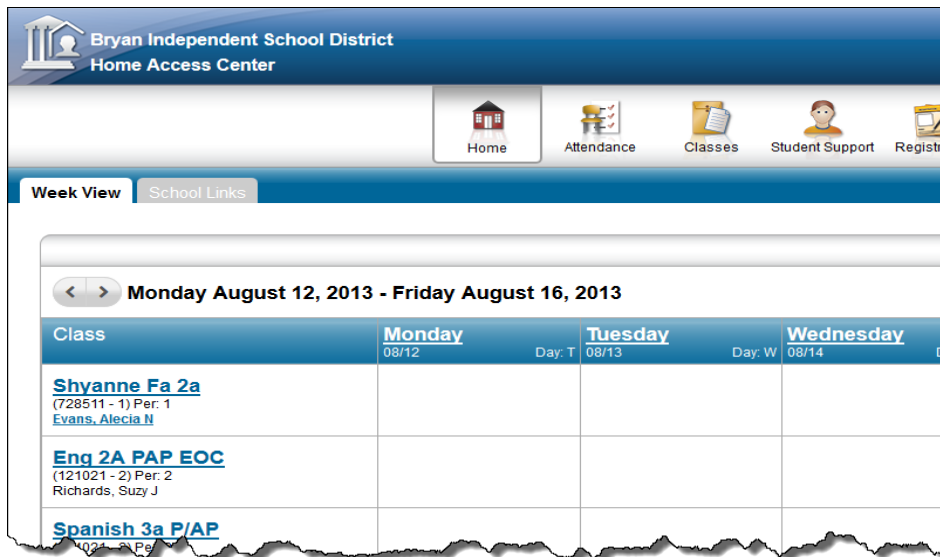 Bryan Independent School District
Home Access Center
Home
Attendance
Classes
Student Support
Week View
School Links
< > Monday August 12, 2013 - Friday August 16, 2013
Class Monday Tuesday Wednesday
08/12 Day: T 08/13 Day: W 08/14
Shyanne Fa 2a
(728511 - 1) Per: 1
Evans, Alecia N
Eng 2A PAP EOC
(121021 - 2) Per: 2
Richards, Suzy J
Spanish 3a P/AP